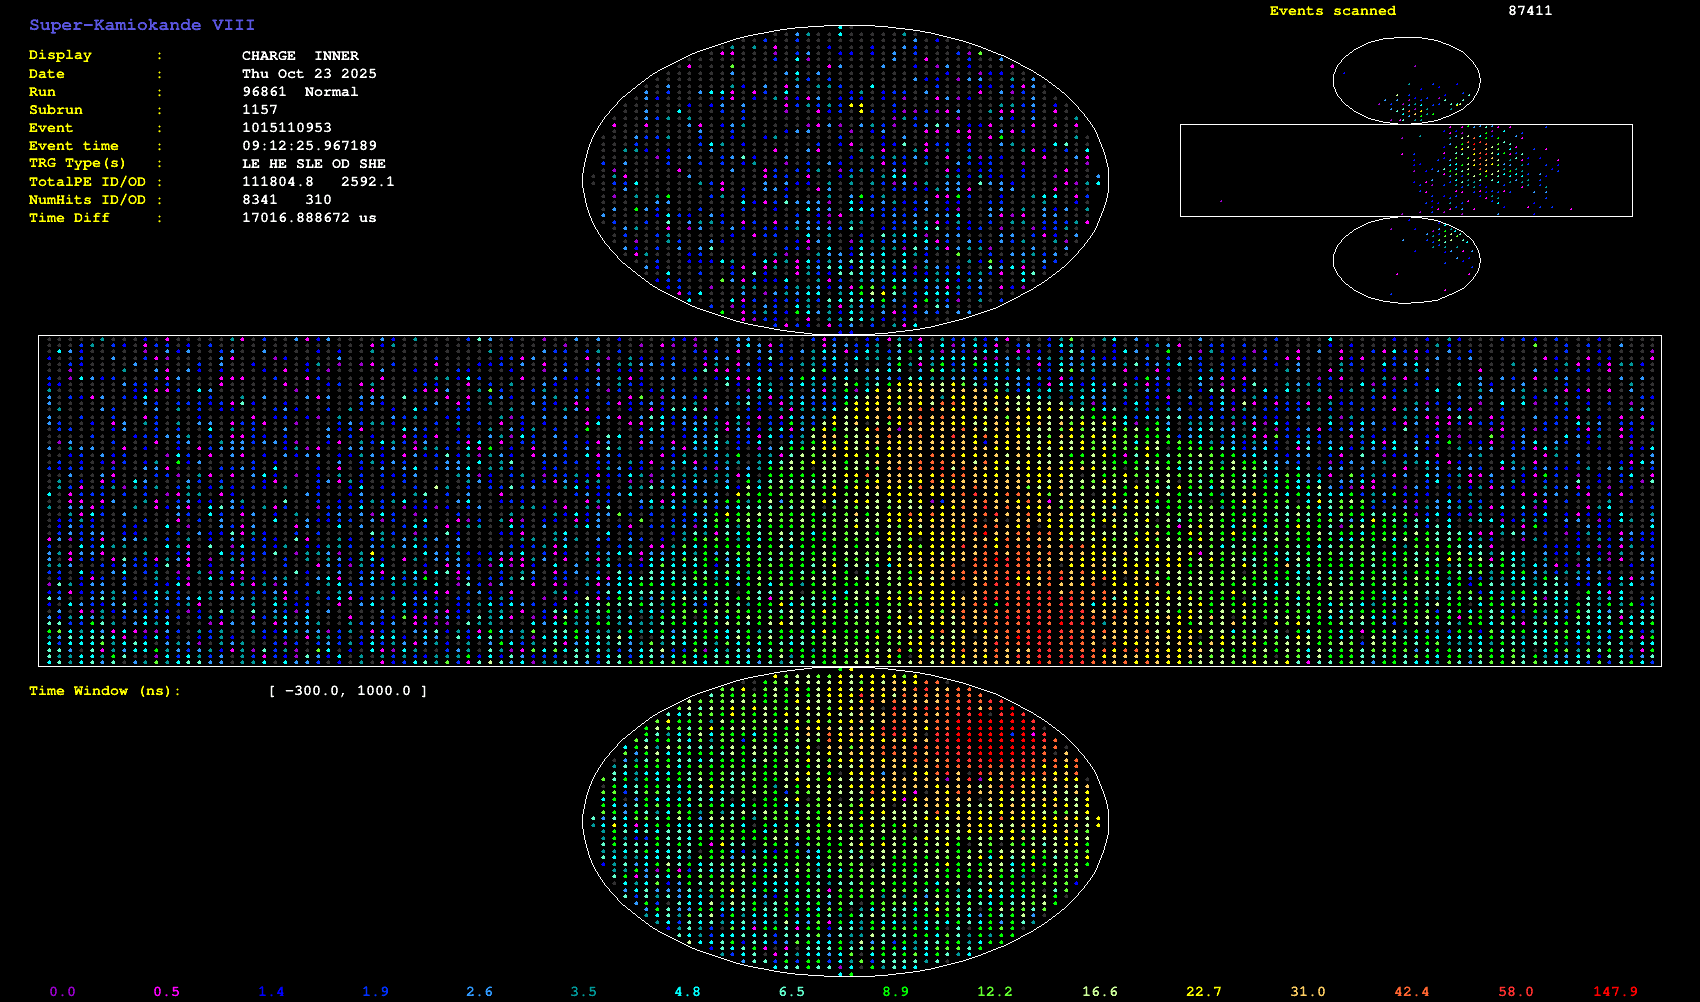 Super-Kamiokande VIII
Events scanned 87411
Display : CHARGE INNER
Date : Thu Oct 23 2025
Run : 96861 Normal
Subrun : 1157
Event : 1015110953
Event time : 09:12:25.967189
TRG Type(s) : LE HE SLE OD SHE
TotalPE ID/OD : 111804.8 2592.1
NumHits ID/OD : 8341 310
Time Diff : 17016.888672 us
Time Window (ns): [ -300.0, 1000.0 ]
0.0 0.5 1.4 1.9 2.6 3.5 4.8 6.5 8.9 12.2 16.6 22.7 31.0 42.4 58.0 147.9